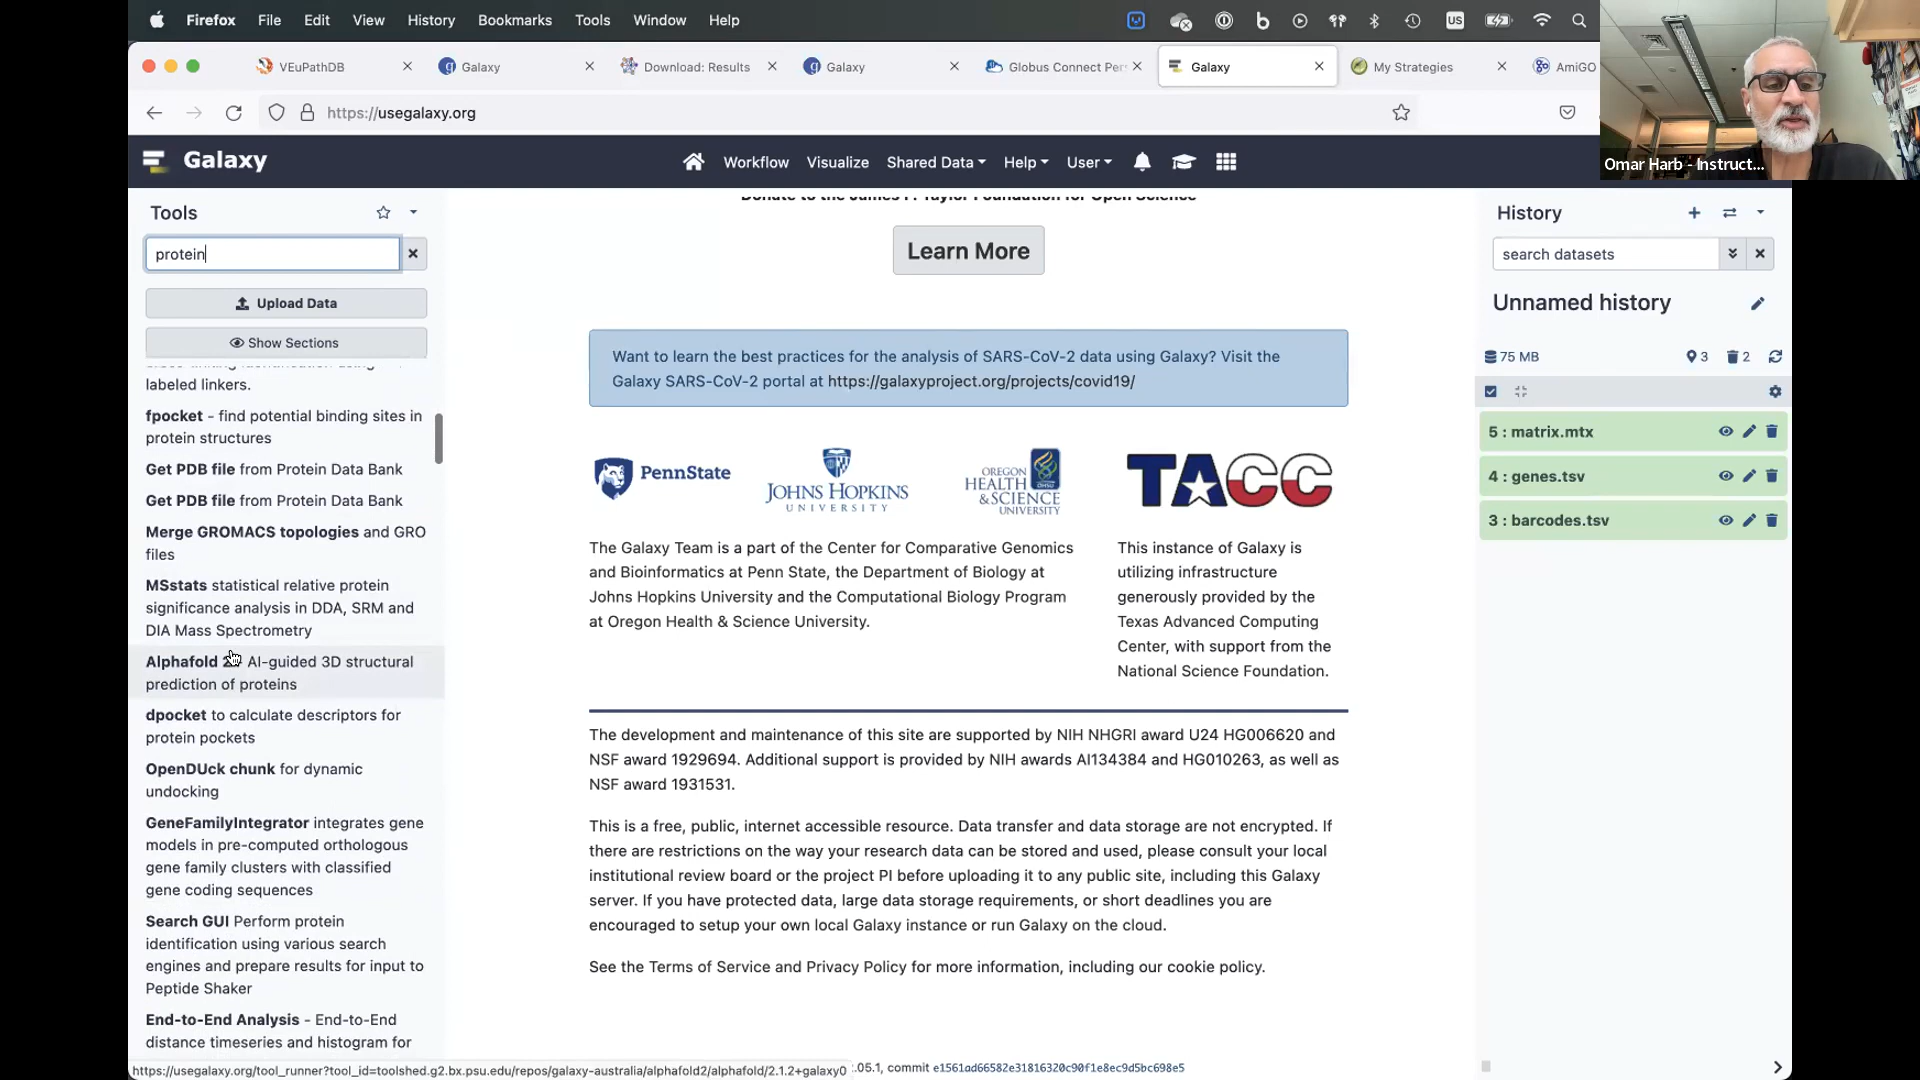 Firefox File Edit View History Bookmarks Tools Window Help
US
VEuPathDB
Galaxy
Download: Results
Galaxy
Globus Connect Per
Galaxy
My Strategies
AmiGO
https://usegalaxy.org
Omar Harb - Instruct...
Galaxy
Workflow Visualize Shared Data Help User
Tools
protein
Upload Data
Show Sections
labeled linkers.
fpocket - find potential binding sites in
protein structures
Get PDB file from Protein Data Bank
Get PDB file from Protein Data Bank
Merge GROMACS topologies and GRO
files
MSstats statistical relative protein
significance analysis in DDA, SRM and
DIA Mass Spectrometry
Alphafold 2 AI-guided 3D structural
prediction of proteins
dpocket to calculate descriptors for
protein pockets
OpenDUck chunk for dynamic
undocking
GeneFamilyIntegrator integrates gene
models in pre-computed orthologous
gene family clusters with classified
gene coding sequences
Search GUI Perform protein
identification using various search
engines and prepare results for input to
Peptide Shaker
End-to-End Analysis - End-to-End
distance timeseries and histogram for
Donate to the James P. Taylor Foundation for Open Science
Learn More
Want to learn the best practices for the analysis of SARS-CoV-2 data using Galaxy? Visit the
Galaxy SARS-CoV-2 portal at https://galaxyproject.org/projects/covid19/
PennState
JOHNS HOPKINS
UNIVERSITY
OREGON
HEALTH
& SCIENCE
UNIVERSITY
OHSU
TACC
The Galaxy Team is a part of the Center for Comparative Genomics
and Bioinformatics at Penn State, the Department of Biology at
Johns Hopkins University and the Computational Biology Program
at Oregon Health & Science University.
This instance of Galaxy is
utilizing infrastructure
generously provided by the
Texas Advanced Computing
Center, with support from the
National Science Foundation.
The development and maintenance of this site are supported by NIH NHGRI award U24 HG006620 and
NSF award 1929694. Additional support is provided by NIH awards AI134384 and HG010263, as well as
NSF award 1931531.
This is a free, public, internet accessible resource. Data transfer and data storage are not encrypted. If
there are restrictions on the way your research data can be stored and used, please consult your local
institutional review board or the project PI before uploading it to any public site, including this Galaxy
server. If you have protected data, large data storage requirements, or short deadlines you are
encouraged to setup your own local Galaxy instance or run Galaxy on the cloud.
See the Terms of Service and Privacy Policy for more information, including our cookie policy.
.05.1, commit e1561ad66582e31816320c90f1e8ec9d5bc698e5
https://usegalaxy.org/tool_runner?tool_id=toolshed.g2.bx.psu.edu/repos/galaxy-australia/alphafold2/alphafold/2.1.2+galaxy0
History
search datasets
Unnamed history
75 MB 3 2
5 : matrix.mtx
4 : genes.tsv
3 : barcodes.tsv